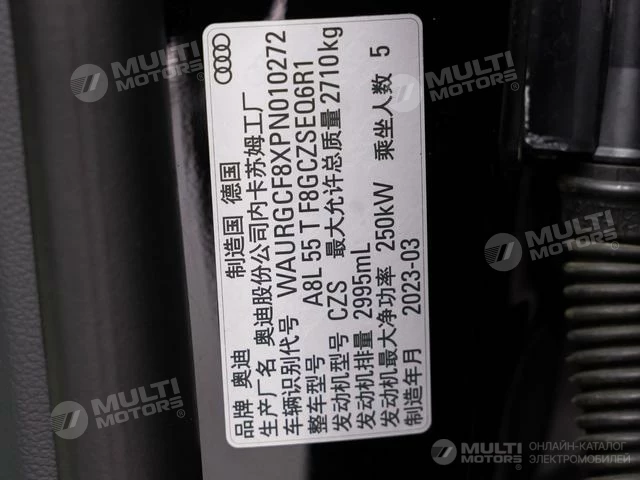 品牌 奥迪 制造国 德国
生产厂名 奥迪股份公司内卡苏姆工厂
车辆识别代号 WAURGCF8XPN010272
整车型号 A8L 55 T F8GCZSEQ6R1
发动机型号 CZS 最大允许总质量 2710kg
发动机排量 2995mL
发动机最大净功率 250kW 乘坐人数 5
制造年月 2023-03
MULTI MOTORS®
MULTI MOTORS®
MULTI MOTORS®
MULTI MOTORS®
MULTI MOTORS®
ОНЛАЙН-КАТАЛОГ
ЭЛЕКТРОМОБИЛЕЙ